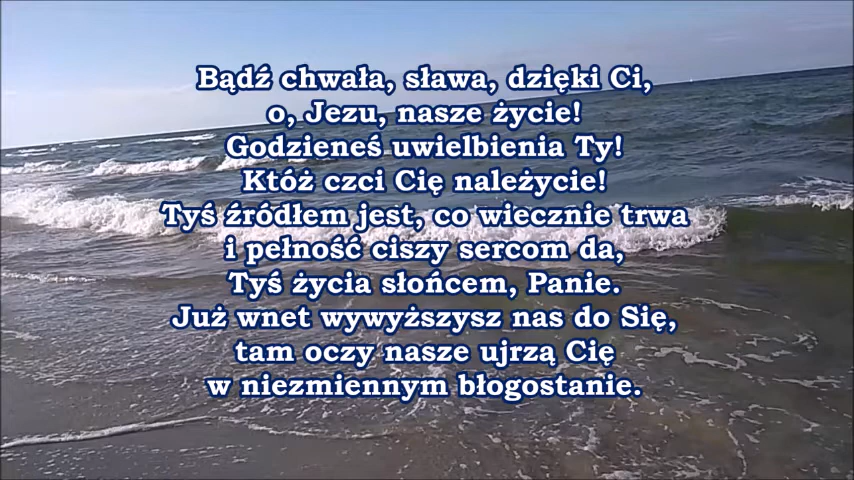 Bądź chwała, sława, dzięki Ci,
o, Jezu, nasze życie!
Godzieneś uwielbienia Ty!
Któż czci Cię należycie!
Tyś źródłem jest, co wiecznie trwa
i pełność ciszy sercom da,
Tyś życia słońcem, Panie.
Już wnet wywyższysz nas do Się,
tam oczy nasze ujrzą Cię
w niezmiennym błogostanie.